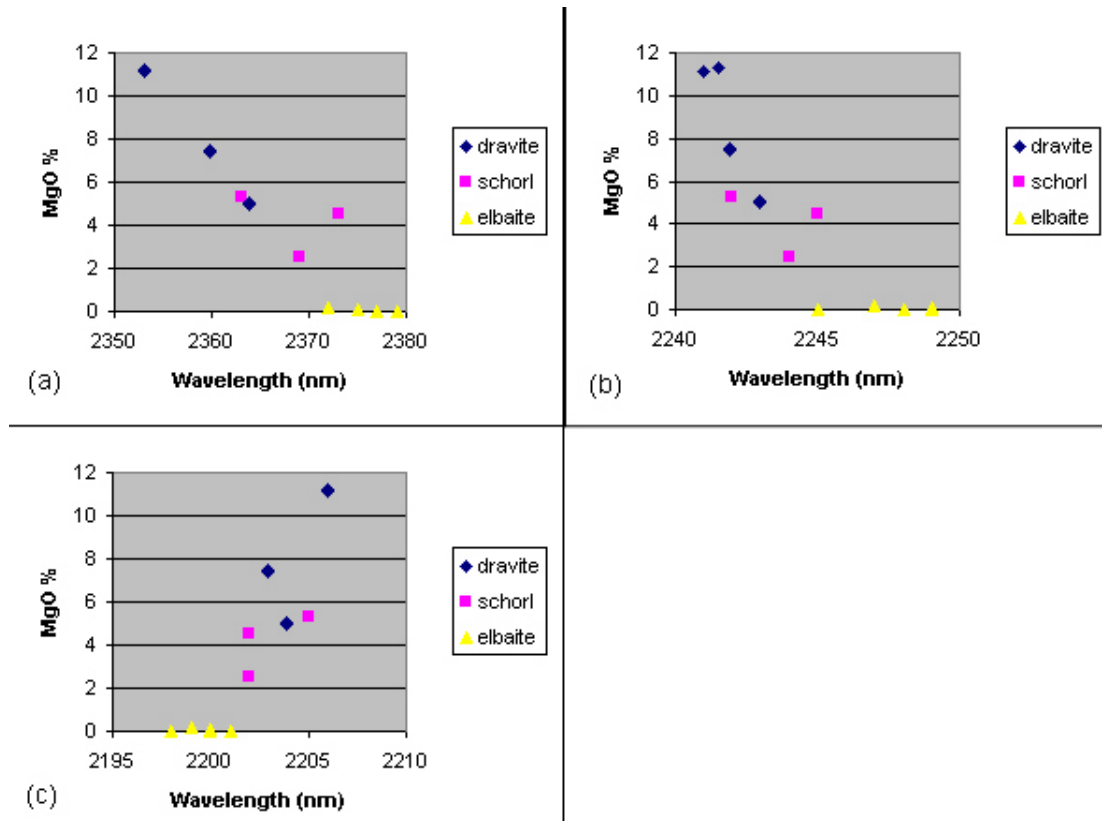 12
10
8
6
4
2
0
MgO %
2350 2360 2370 2380
Wavelength (nm)
dravite
schorl
elbaite
(a)
12
10
8
6
4
2
0
MgO %
2240 2245 2250
Wavelength (nm)
dravite
schorl
elbaite
(b)
12
10
8
6
4
2
0
MgO %
2195 2200 2205 2210
Wavelength (nm)
dravite
schorl
elbaite
(c)